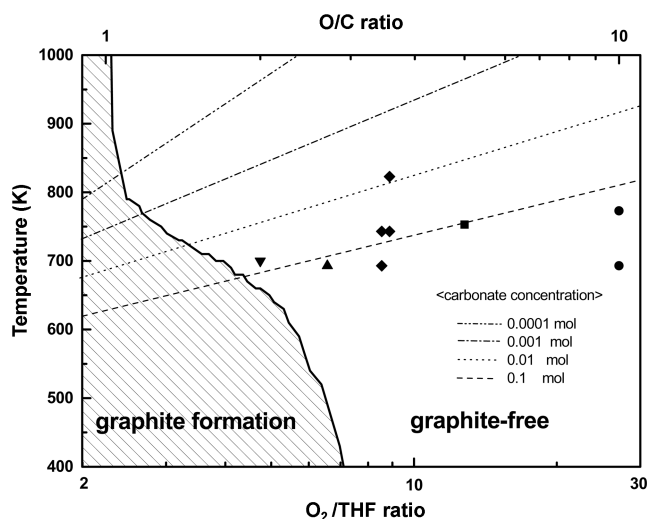 O/C ratio
1 10
1000
900
800
700
600
500
400
Temperature (K)
<carbonate concentration>
0.0001 mol
0.001 mol
0.01 mol
0.1 mol
graphite formation graphite-free
2 10 30
O2 /THF ratio